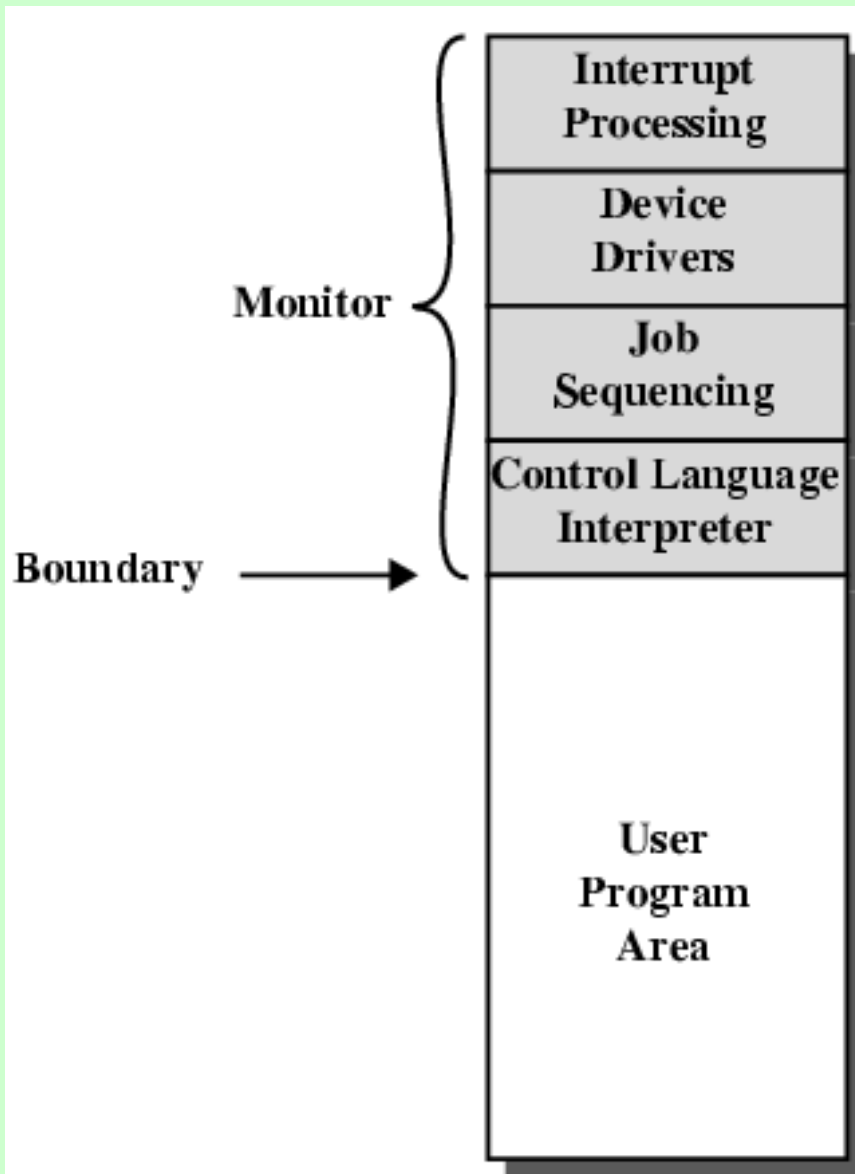 Interrupt
Processing
Device
Drivers
Monitor
Job
Sequencing
Control Language
Interpreter
Boundary
User
Program
Area